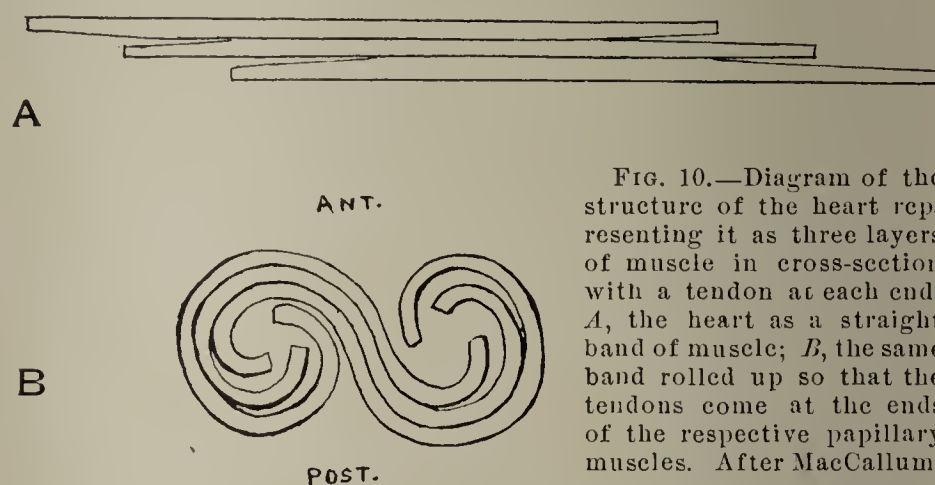 A
FIG. 10.—Diagram of the
structure of the heart rep
resenting it as three layers
of muscle in cross-section
with a tendon at each end
A, the heart as a straight
band of muscle; B, the same
band rolled up so that the
tendons come at the ends
of the respective papillary
muscles. After MacCallum
ANT.
B
POST.